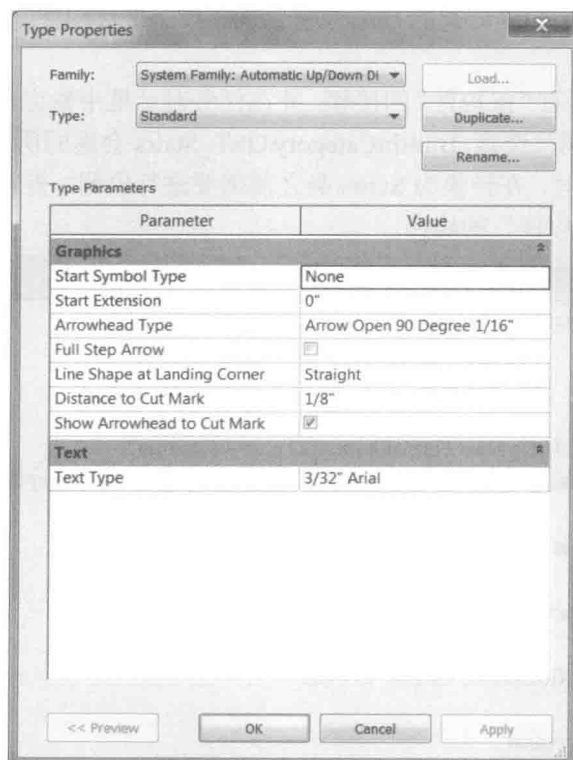 Type Properties
Family: System Family: Automatic Up/Down Di Load...
Type: Standard Duplicate...
Rename...
Type Parameters
Parameter Value
Graphics
Start Symbol Type None
Start Extension 0"
Arrowhead Type Arrow Open 90 Degree 1/16"
Full Step Arrow
Line Shape at Landing Corner Straight
Distance to Cut Mark 1/8"
Show Arrowhead to Cut Mark
Text
Text Type 3/32" Arial
<< Preview OK Cancel Apply